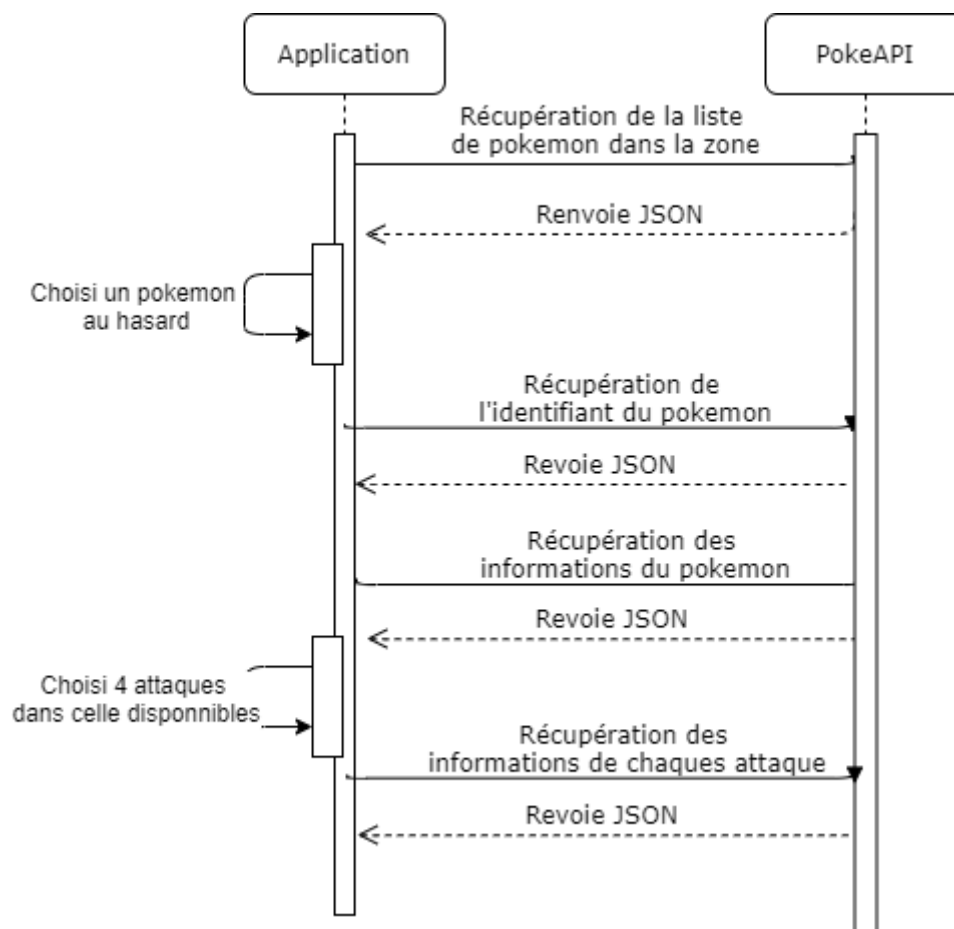 Application
PokeAPI
Récupération de la liste
de pokemon dans la zone
Renvoie JSON
Choisi un pokemon
au hasard
Récupération de
l'identifiant du pokemon
Revoie JSON
Récupération des
informations du pokemon
Revoie JSON
Choisi 4 attaques
dans celle disponnibles
Récupération des
informations de chaques attaque
Revoie JSON